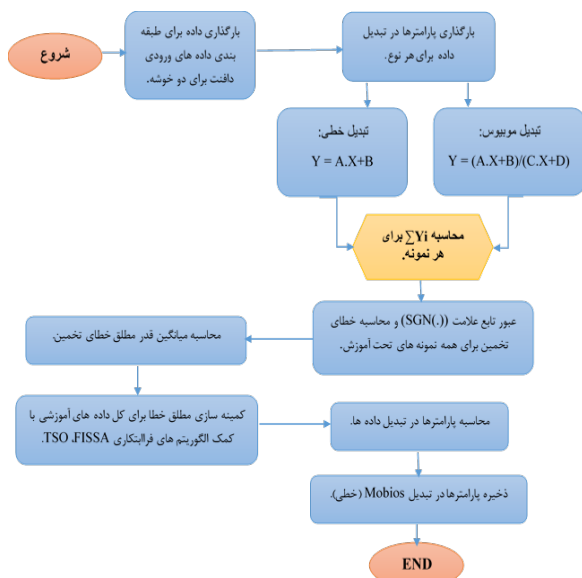 شروع
بارگذاری داده برای طبقه
بندی داده های ورودی
دافنت برای دو خوشه.
بارگذاری پارامترها در تبدیل
داده برای هر نوع.
تبدیل خطی:
Y = A.X+B
تبدیل موبیوس:
Y = (A.X+B)/(C.X+D)
محاسبه ∑Yi برای
هر نمونه.
عبور تابع علامت (SGN(.)) و محاسبه خطای
تخمین برای همه نمونه های تحت آموزش.
محاسبه میانگین قدر مطلق خطای تخمین.
کمینه سازی مطلق خطا برای کل داده های آموزشی با
کمک الگوریتم های فراابتکاری TSO ،FISSA.
محاسبه پارامترها در تبدیل داده ها.
ذخیره پارامترها در تبدیل Mobios (خطی).
END